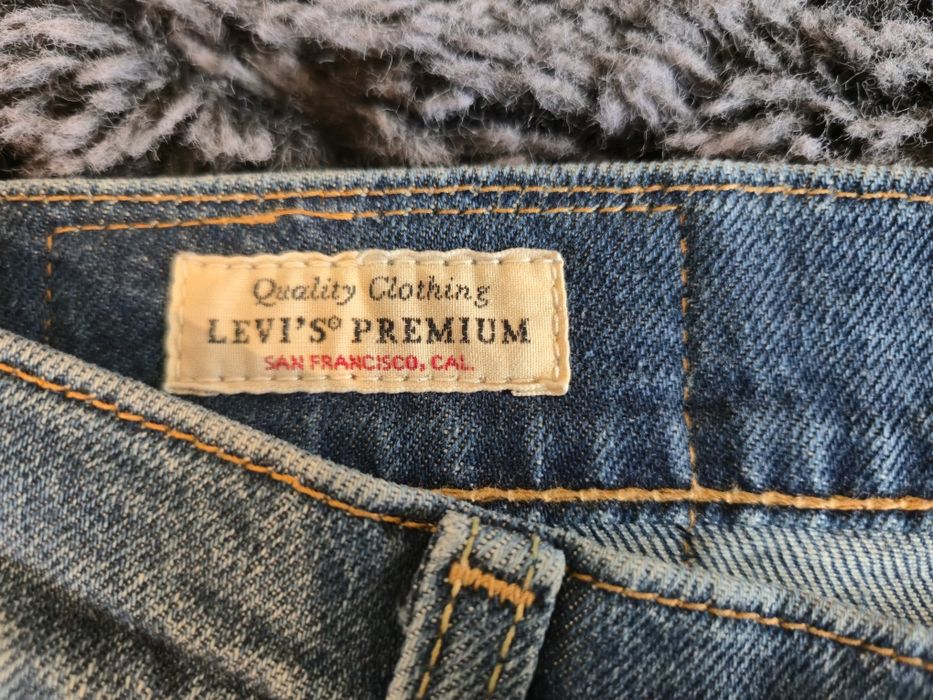 Quality Clothing
LEVI'S® PREMIUM
SAN FRANCISCO, CAL.